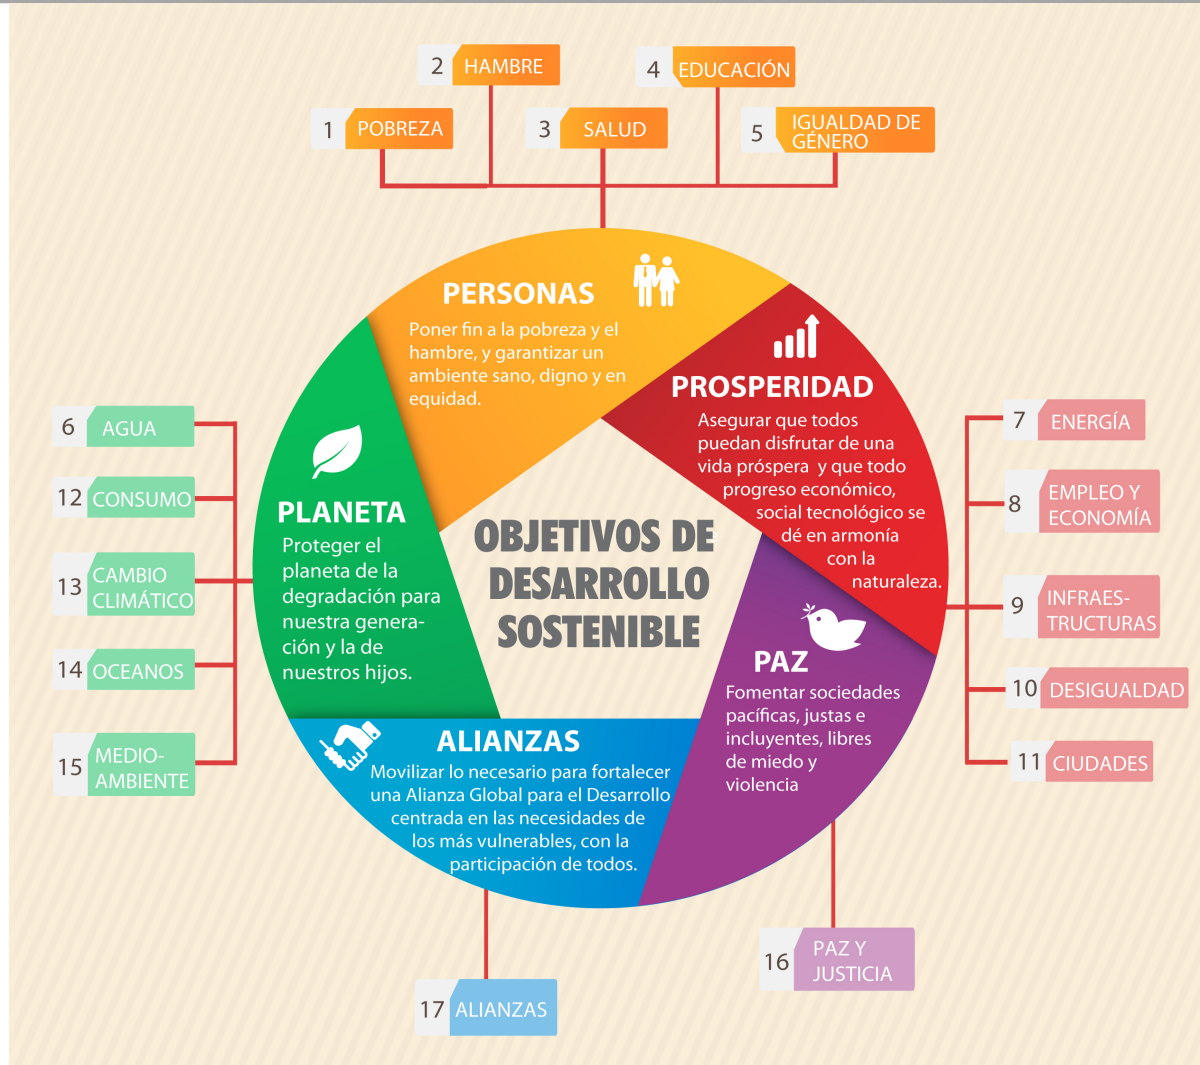 2 HAMBRE
4 EDUCACIÓN
1 POBREZA
3 SALUD
5 IGUALDAD DE
GÉNERO
PERSONAS
Poner fin a la pobreza y el
hambre, y garantizar un
ambiente sano, digno y en
equidad.
PROSPERIDAD
Asegurar que todos
puedan disfrutar de una
vida próspera y que todo
progreso económico,
social tecnológico se
dé en armonía
con la
naturaleza.
6 AGUA
12 CONSUMO
13 CAMBIO
CLIMÁTICO
14 OCEANOS
15 MEDIO-
AMBIENTE
PLANETA
Proteger el
planeta de la
degradación para
nuestra genera-
ción y la de
nuestros hijos.
OBJETIVOS DE
DESARROLLO
SOSTENIBLE
7 ENERGÍA
8 EMPLEO Y
ECONOMÍA
9 INFRAES-
TRUCTURAS
10 DESIGUALDAD
11 CIUDADES
PAZ
Fomentar sociedades
pacíficas, justas e
incluyentes, libres
de miedo y
violencia
ALIANZAS
Movilizar lo necesario para fortalecer
una Alianza Global para el Desarrollo
centrada en las necesidades de
los más vulnerables, con la
participación de todos.
16 PAZ Y
JUSTICIA
17 ALIANZAS